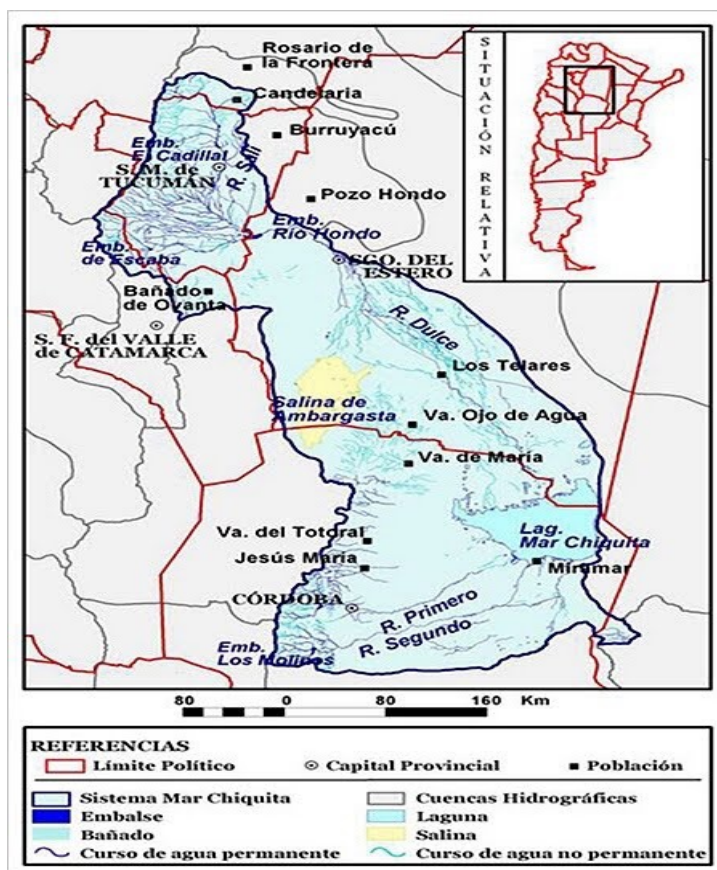 Rosario de
la Frontera
Candelaria
Emb.
El Cadillal
Burruyacú
S. M. de
TUCUMÁN
R. Salí
Pozo Hondo
Emb.
Río Hondo
Emb.
de Escaba
SGO. DEL
ESTERO
Bañado
de Ovanta
S. F. del VALLE
de CATAMARCA
R. Dulce
Los Telares
Salina de
Ambargasta
Va. Ojo de Agua
Va. de María
Lag.
Mar Chiquita
Va. del Totoral
Jesús María
Miramar
CÓRDOBA
R. Primero
R. Segundo
Emb.
Los Molinos
SITUACIÓN RELATIVA
80 0 80 160 Km
REFERENCIAS
Límite Político
Capital Provincial
Población
Sistema Mar Chiquita
Cuencas Hidrográficas
Embalse
Laguna
Bañado
Salina
Curso de agua permanente
Curso de agua no permanente